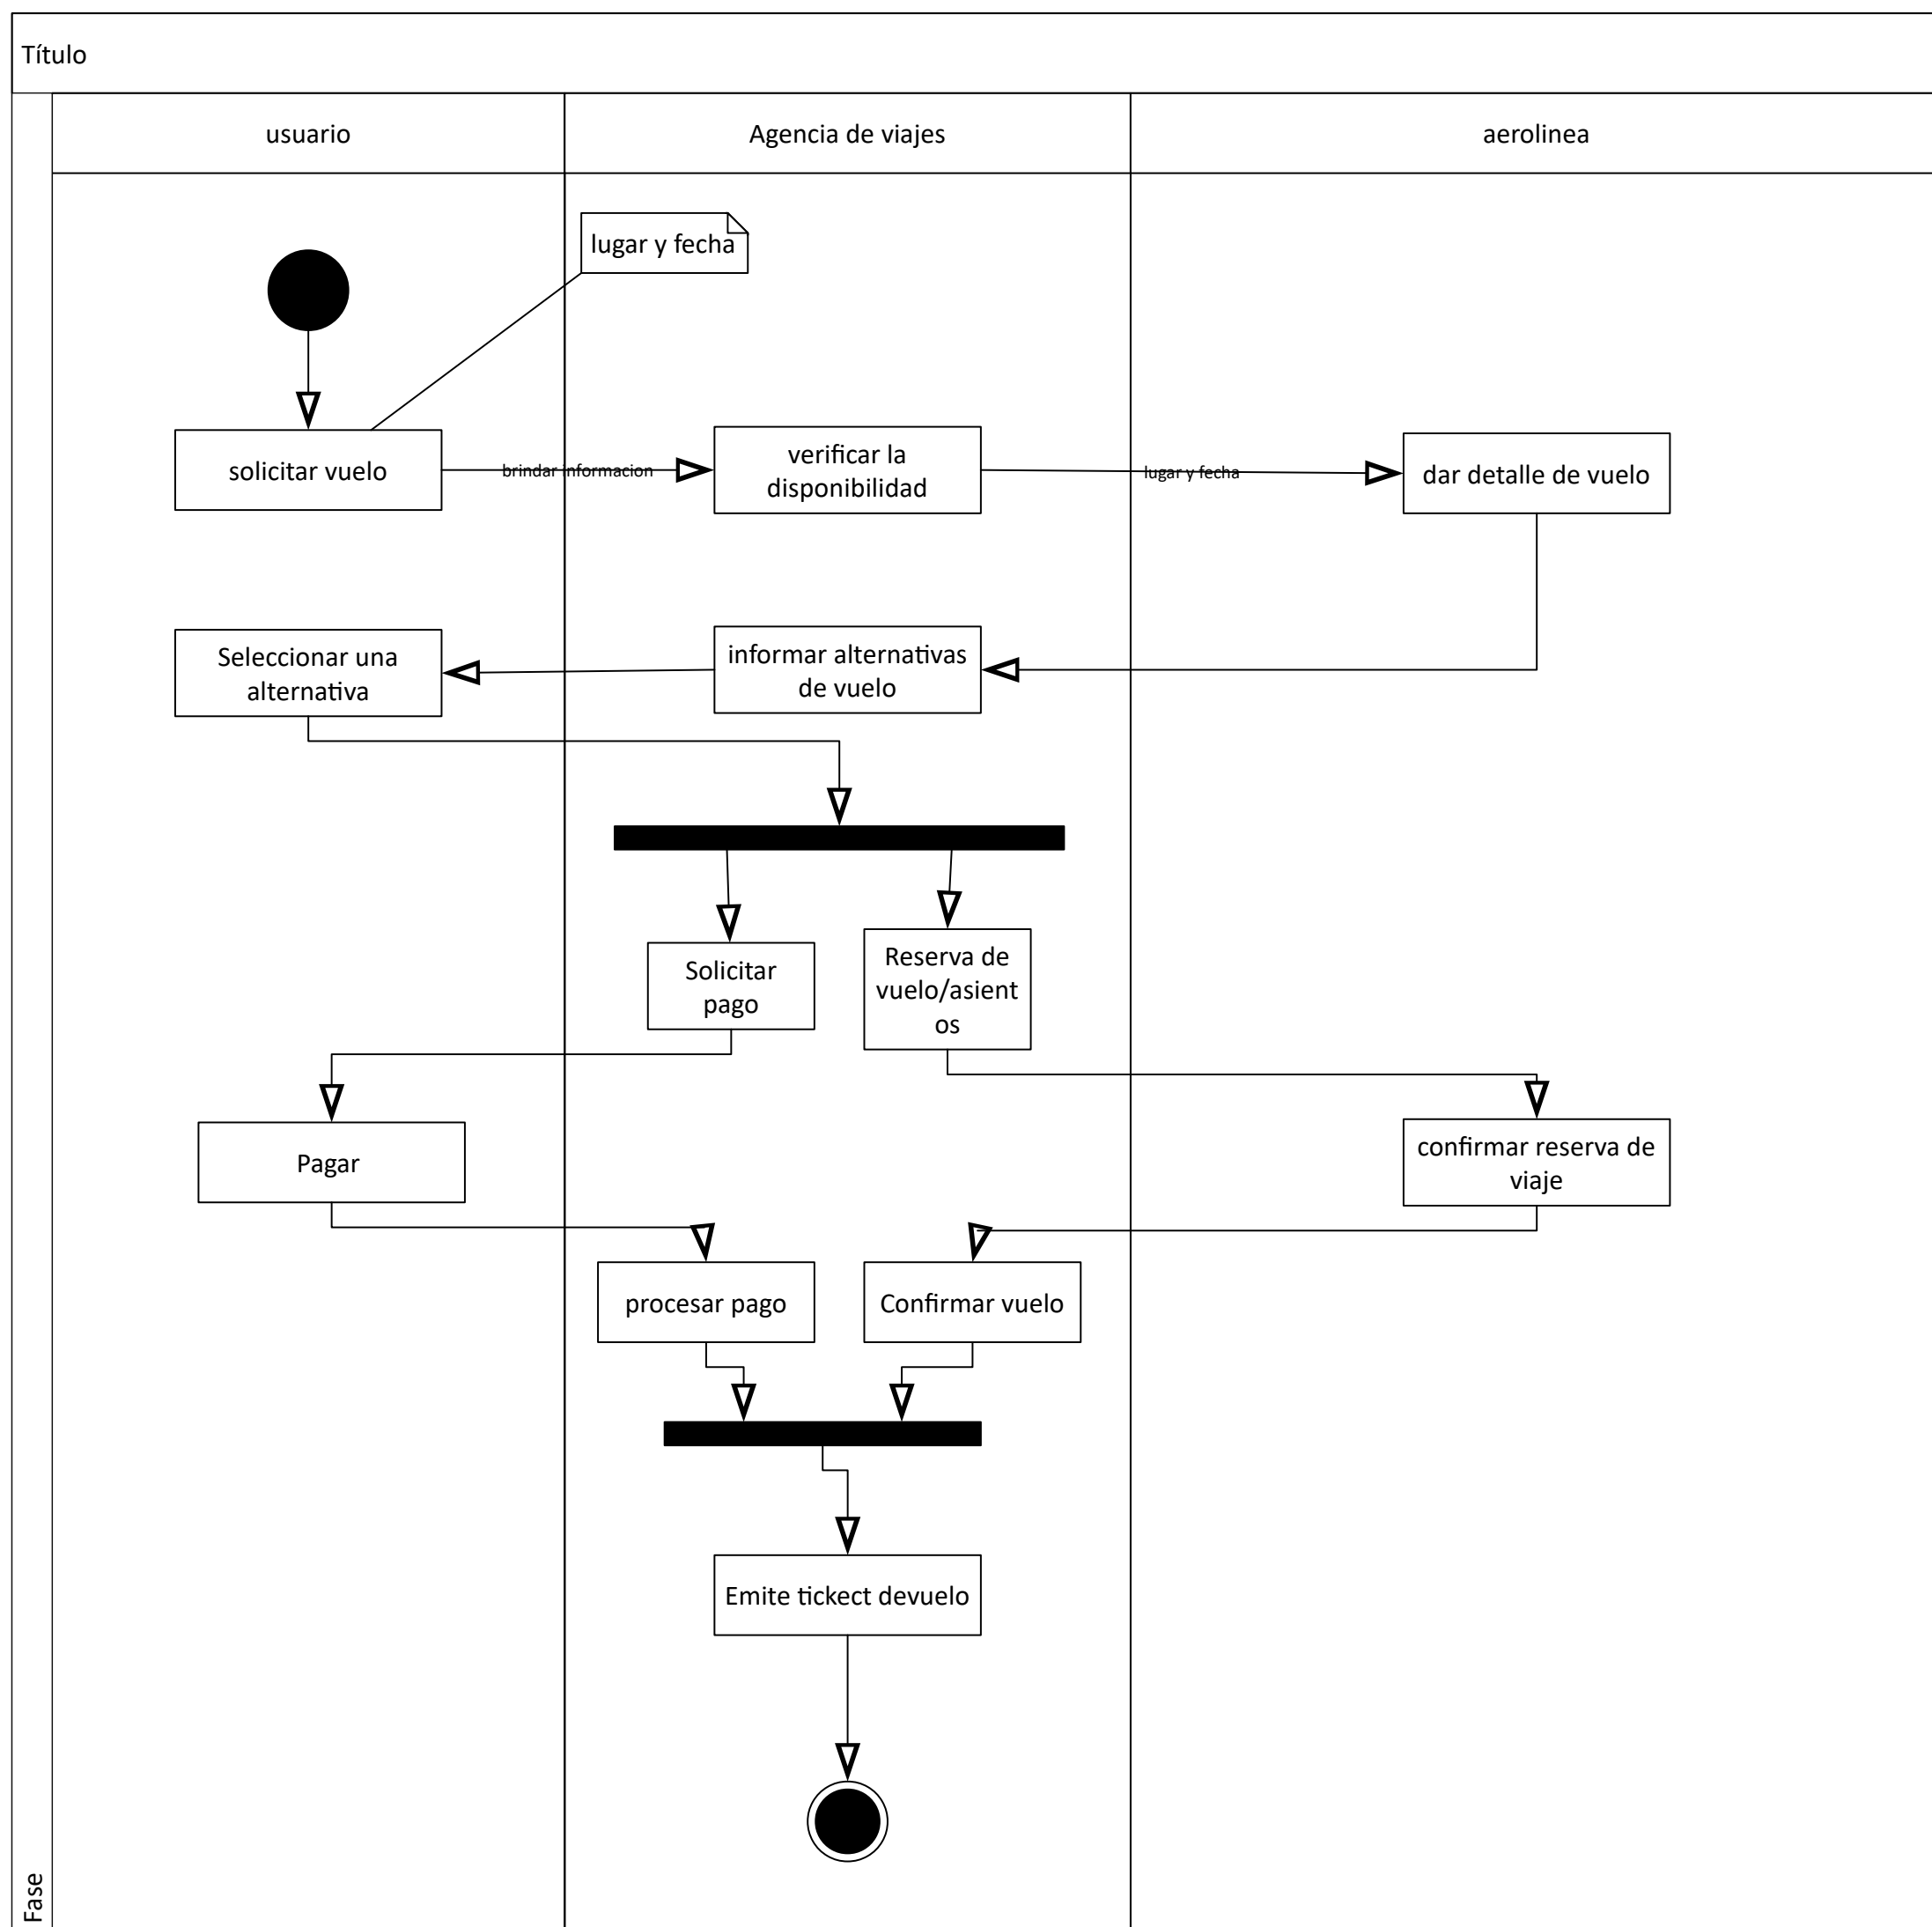 Título
usuario
Agencia de viajes
aerolinea
lugar y fecha
solicitar vuelo
brindar informacion
verificar la
disponibilidad
lugar y fecha
dar detalle de vuelo
Seleccionar una
alternativa
informar alternativas
de vuelo
Solicitar
pago
Reserva de
vuelo/asient
os
Pagar
confirmar reserva de
viaje
procesar pago
Confirmar vuelo
Emite tickect devuelo
Fase